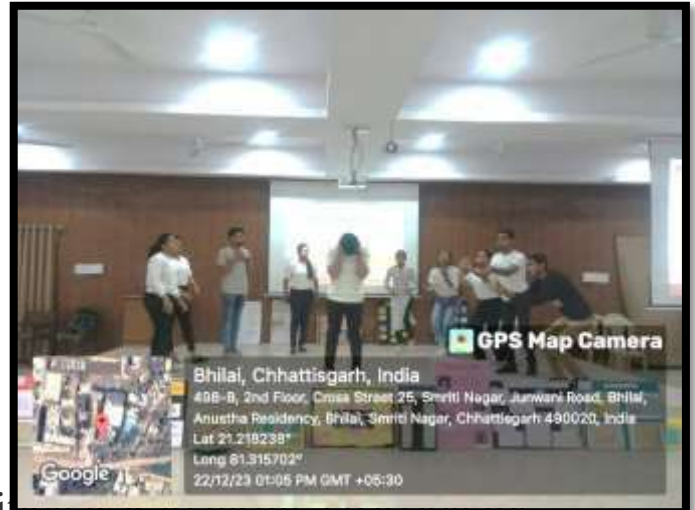 GPS Map Camera
Bhilai, Chhattisgarh, India
49B-B, 2nd Floor, Cross Street 25, Smriti Nagar, Junwani Road, Bhilai,
Anustha Residency, Bhilai, Smriti Nagar, Chhattisgarh 490020, India
Lat 21.218238°
Long 81.315702°
22/12/23 01:05 PM GMT +05:30
Google